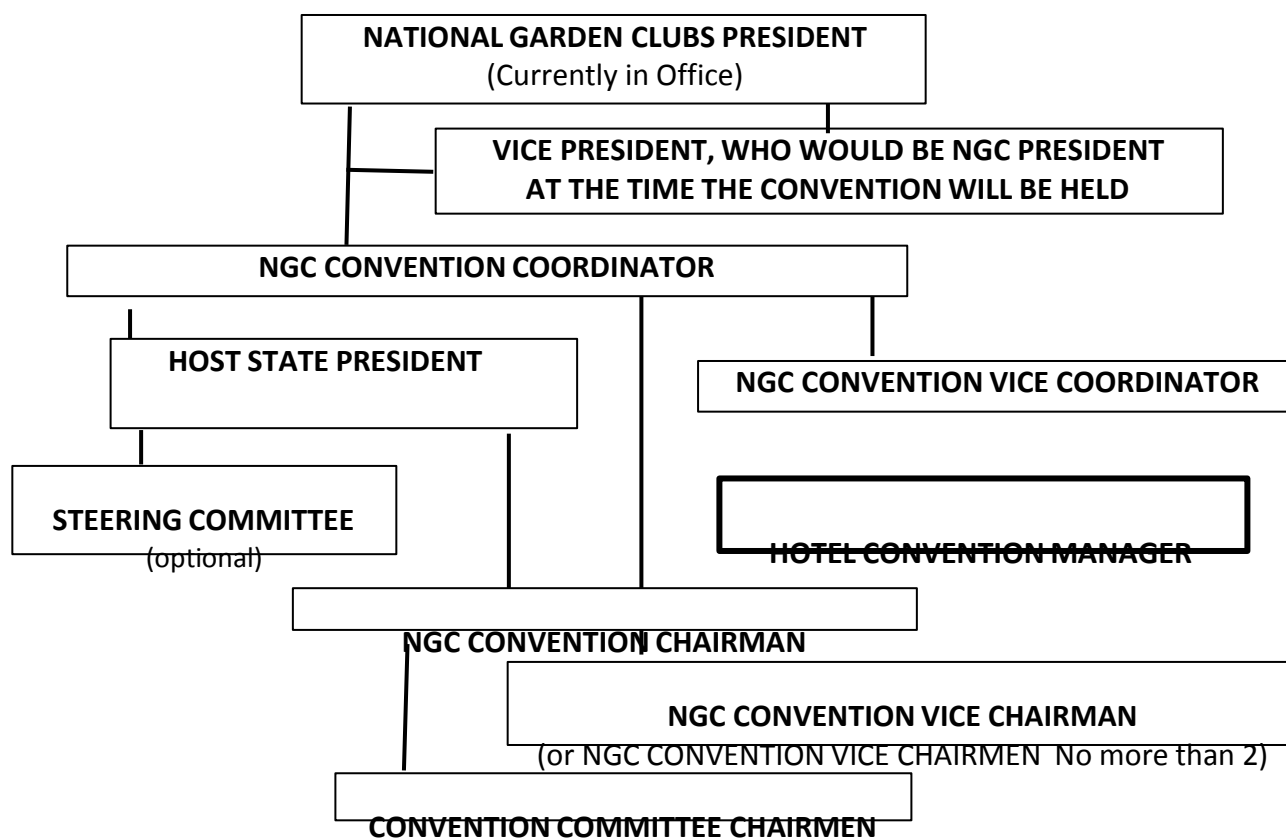 NATIONAL GARDEN CLUBS PRESIDENT
(Currently in Office)
VICE PRESIDENT, WHO WOULD BE NGC PRESIDENT
AT THE TIME THE CONVENTION WILL BE HELD
NGC CONVENTION COORDINATOR
HOST STATE PRESIDENT
NGC CONVENTION VICE COORDINATOR
STEERING COMMITTEE
(optional)
HOTEL CONVENTION MANAGER
NGC CONVENTION CHAIRMAN
NGC CONVENTION VICE CHAIRMAN
(or NGC CONVENTION VICE CHAIRMEN No more than 2)
CONVENTION COMMITTEE CHAIRMEN